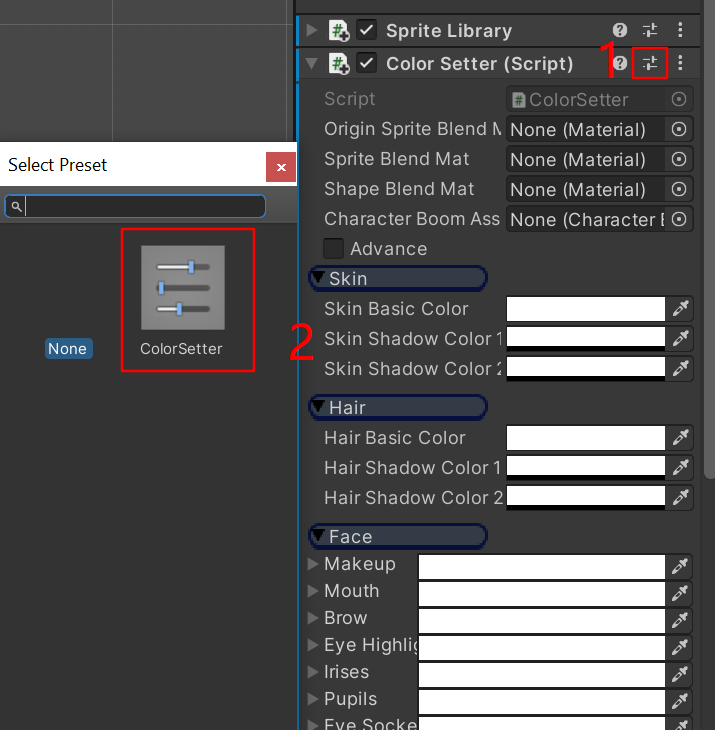 Sprite Library
1
Color Setter (Script)
Script
ColorSetter
Origin Sprite Blend M
None (Material)
Sprite Blend Mat
None (Material)
Shape Blend Mat
None (Material)
Character Boom Ass
None (Character B
Advance
Skin
Skin Basic Color
Skin Shadow Color 1
Skin Shadow Color 2
Hair
Hair Basic Color
Hair Shadow Color 1
Hair Shadow Color 2
Face
Makeup
Mouth
Brow
Eye Highlig
Irises
Pupils
Eye Socke
Select Preset
None
ColorSetter
2